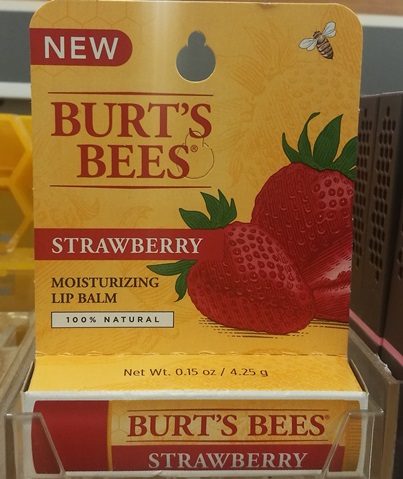 NEW
BURT'S
BEES®
STRAWBERRY
MOISTURIZING
LIP BALM
100% NATURAL
Net Wt. 0.15 oz / 4.25 g
BURT'S BEES®
STRAWBERRY